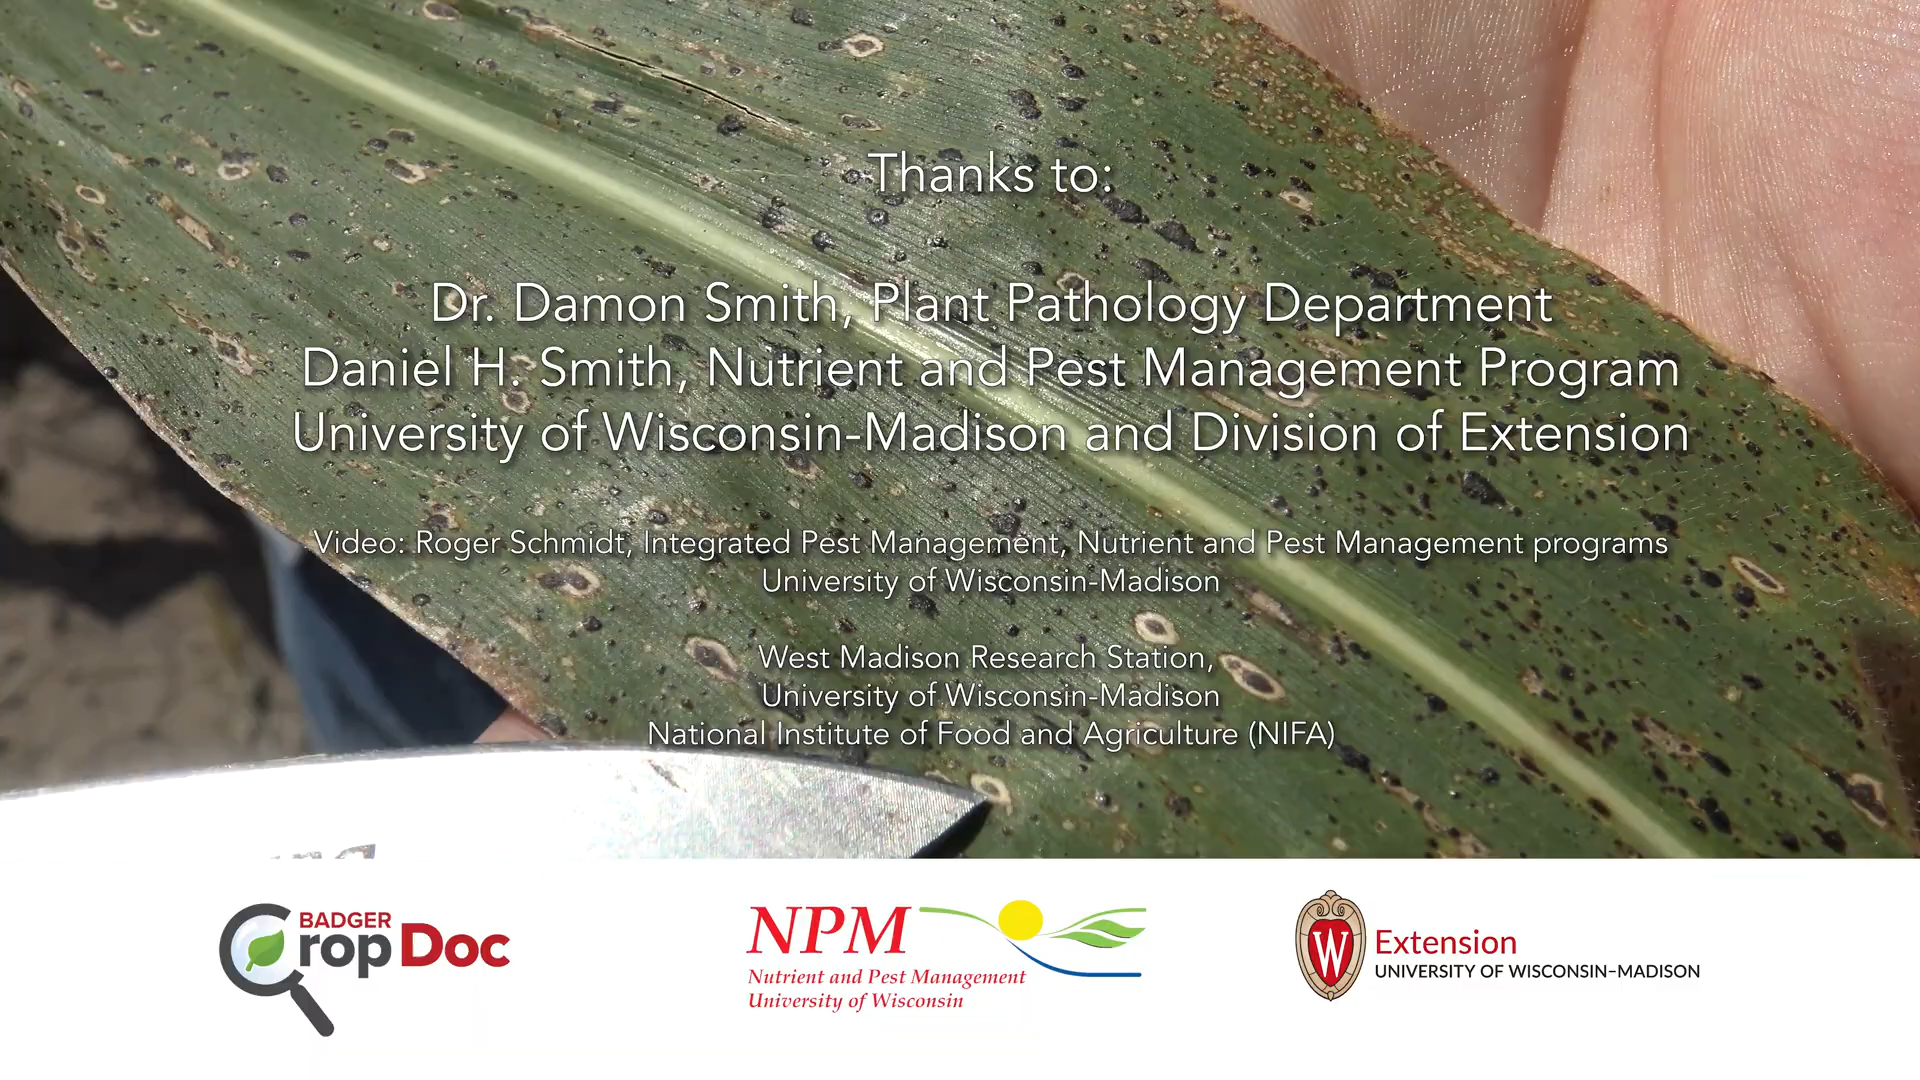 Thanks to:
Dr. Damon Smith, Plant Pathology Department
Daniel H. Smith, Nutrient and Pest Management Program
University of Wisconsin-Madison and Division of Extension
Video: Roger Schmidt, Integrated Pest Management, Nutrient and Pest Management programs
University of Wisconsin-Madison
West Madison Research Station,
University of Wisconsin-Madison
National Institute of Food and Agriculture (NIFA)
BADGER
Crop Doc
NPM
Nutrient and Pest Management
University of Wisconsin
W
Extension
UNIVERSITY OF WISCONSIN–MADISON